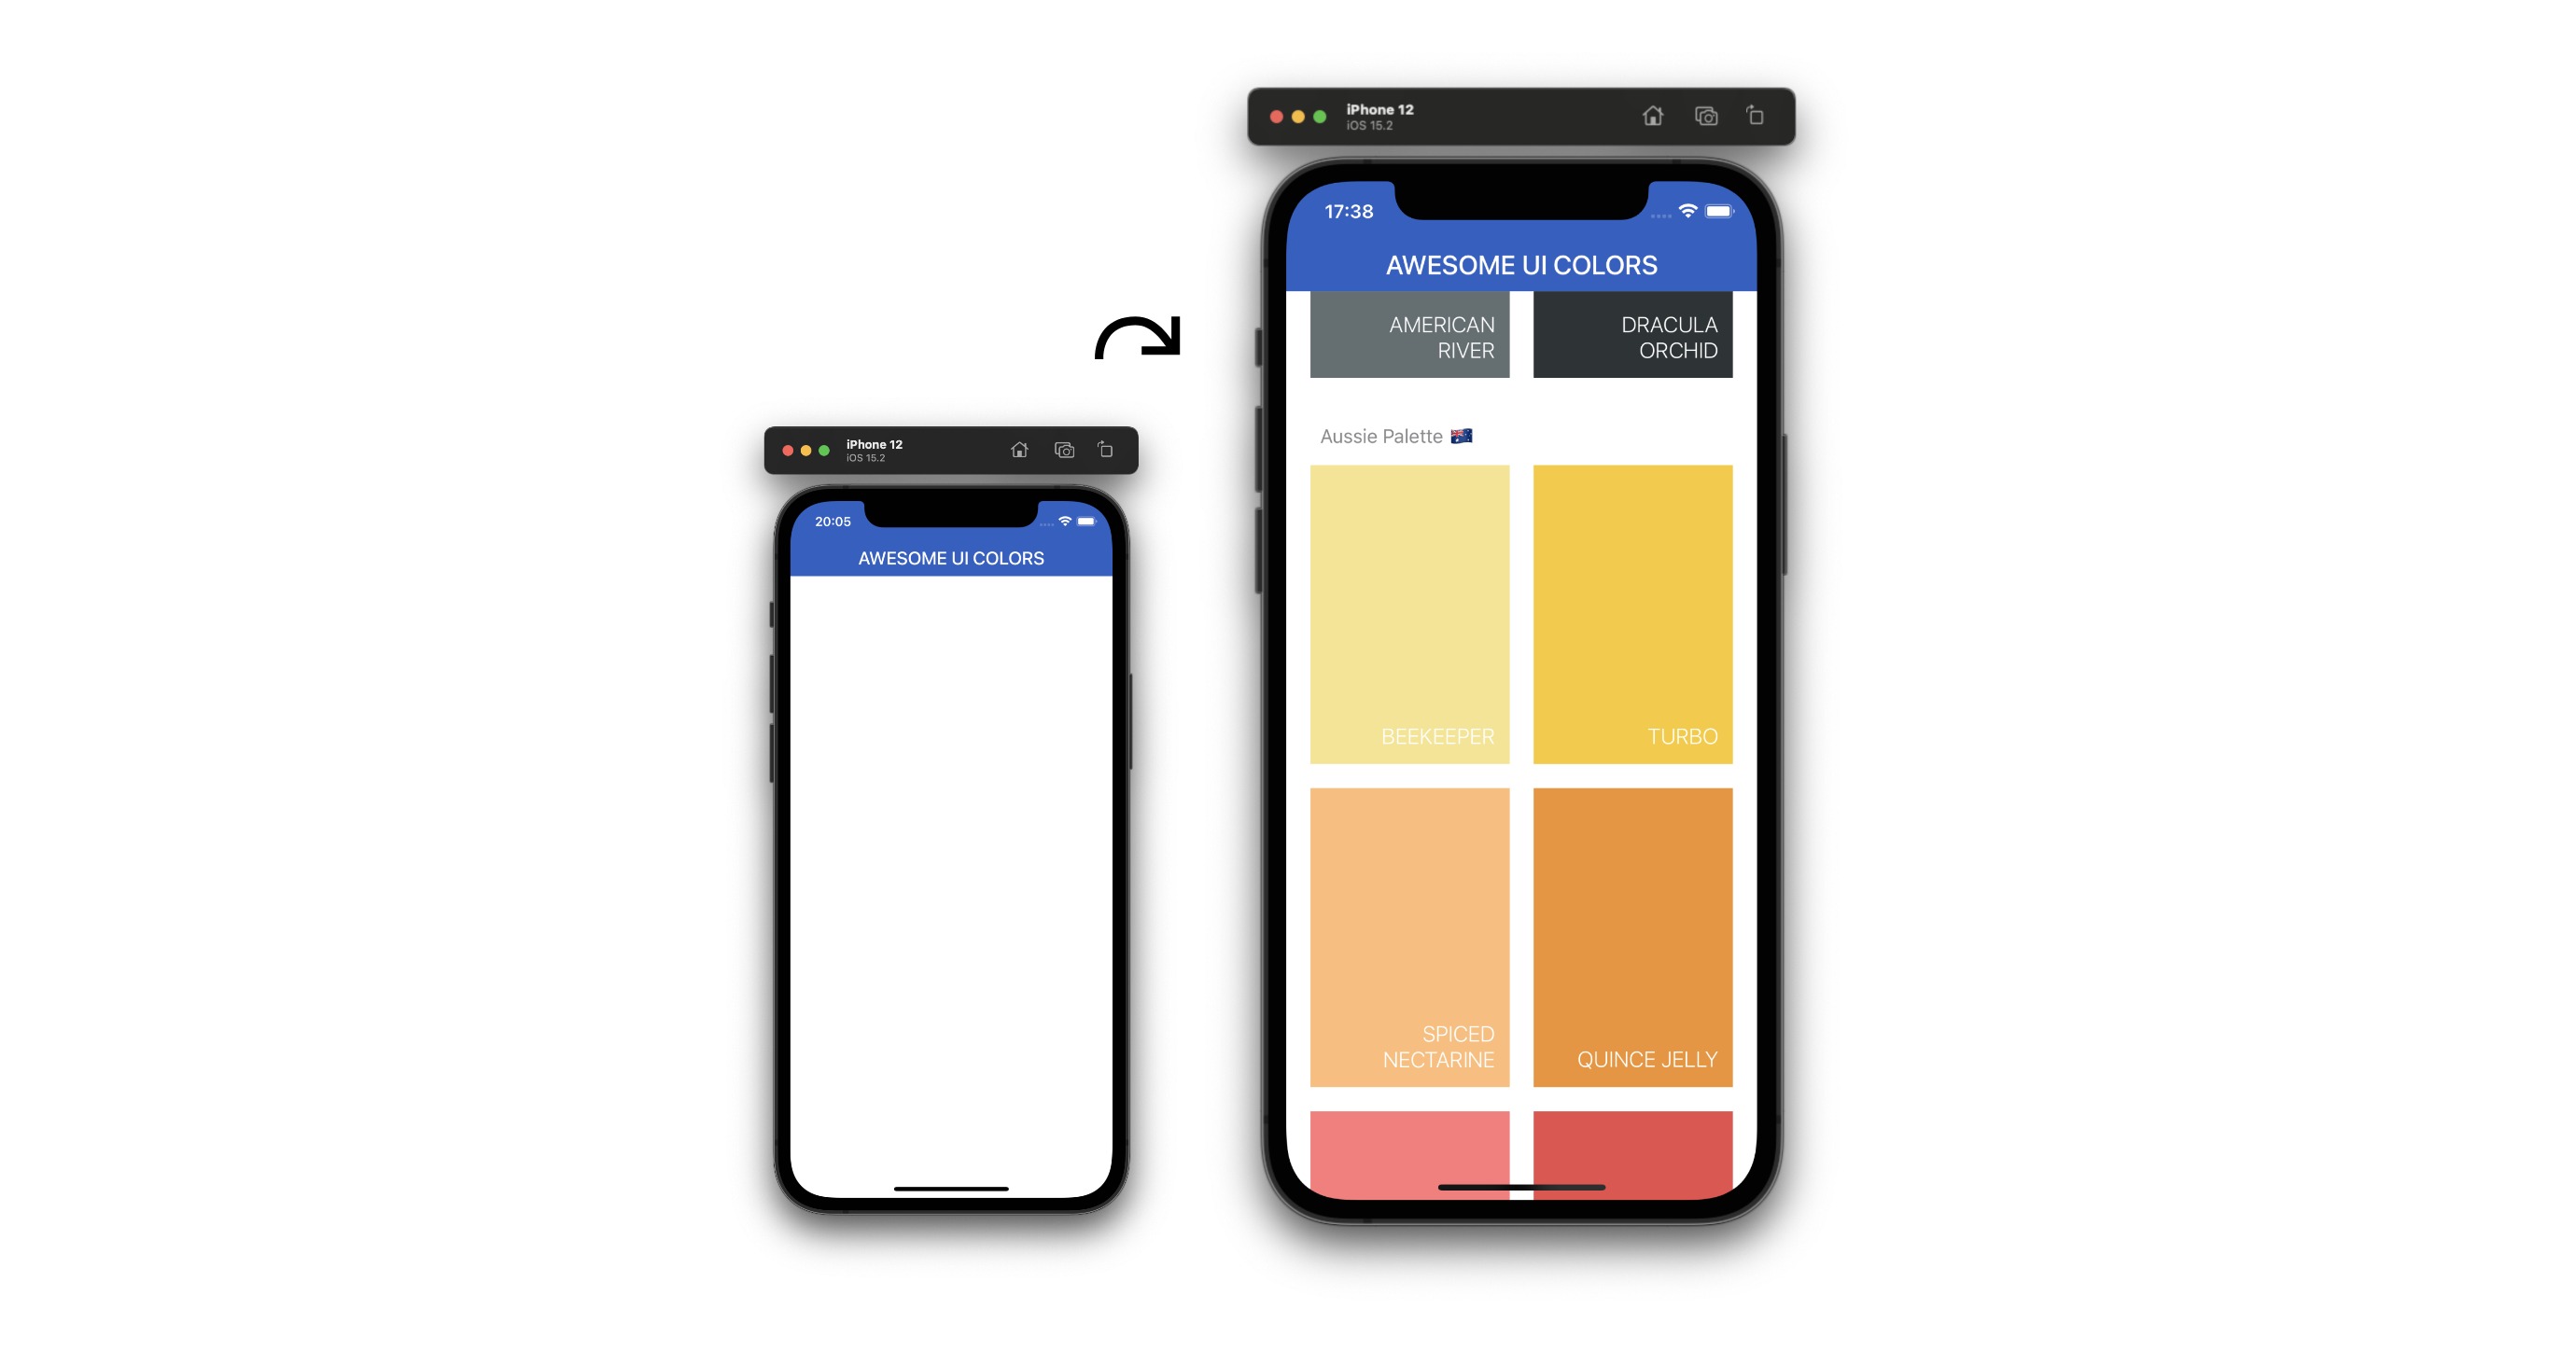 iPhone 12
iOS 15.2
20:05
AWESOME UI COLORS
iPhone 12
iOS 15.2
17:38
AWESOME UI COLORS
AMERICAN
RIVER
DRACULA
ORCHID
Aussie Palette 🇦🇺
BEEKEEPER
TURBO
SPICED
NECTARINE
QUINCE JELLY